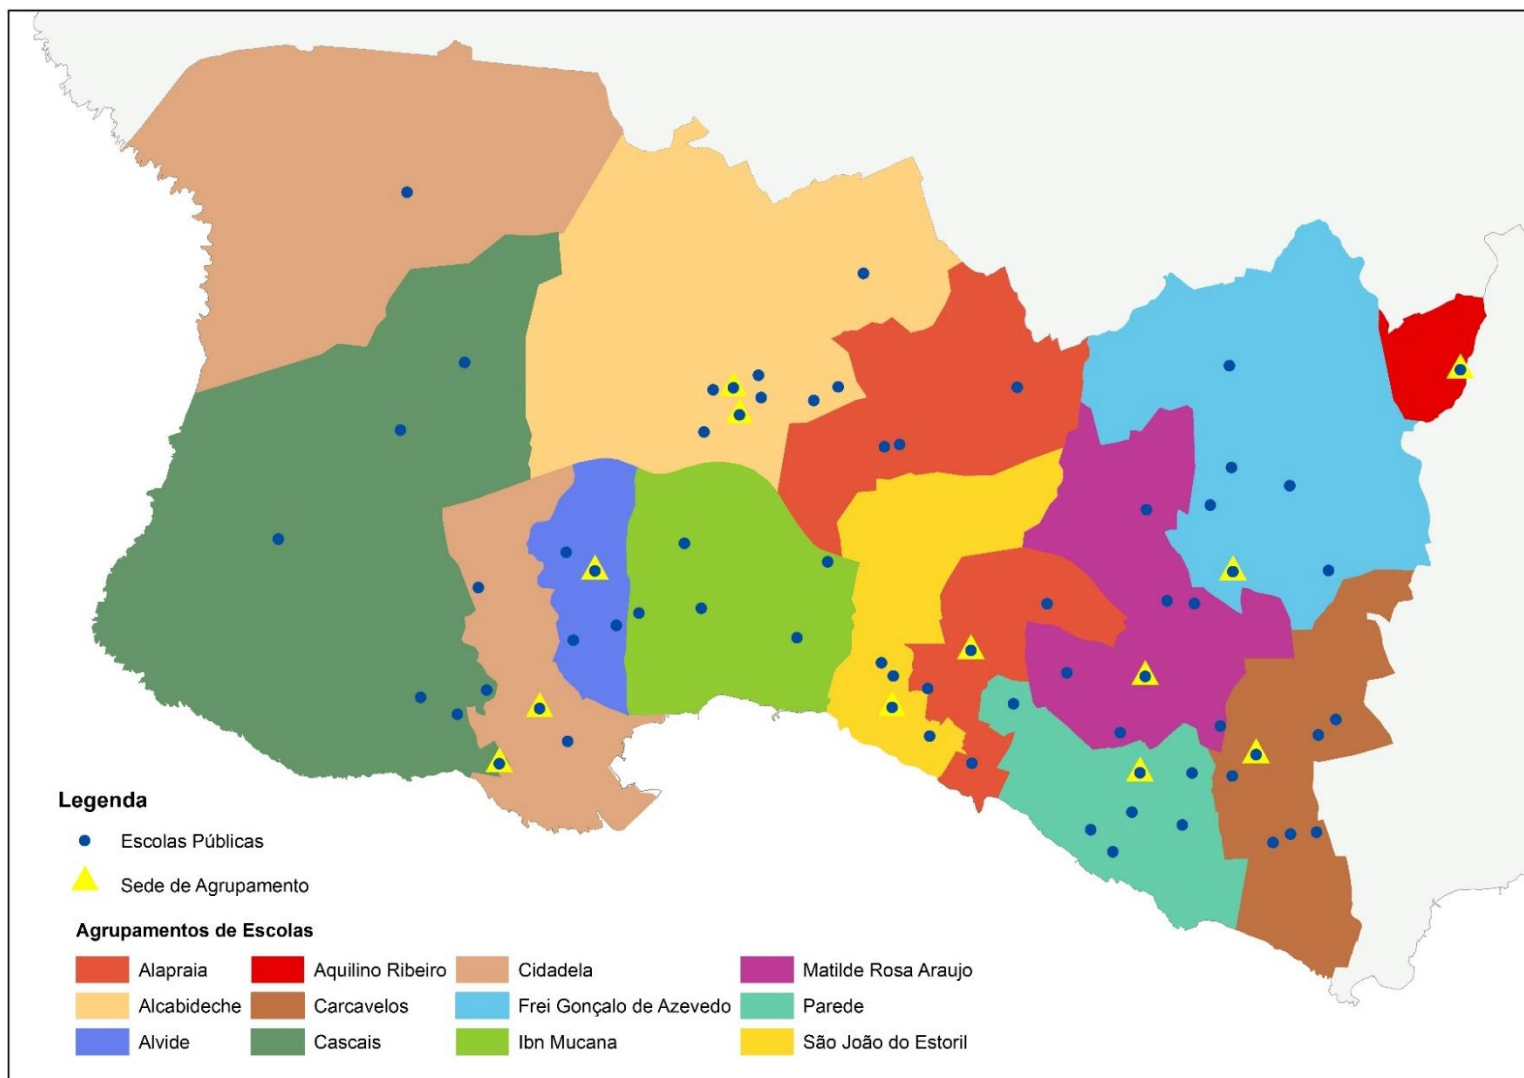 Legenda
Escolas Públicas
Sede de Agrupamento
Agrupamentos de Escolas
Alapraia
Aquilino Ribeiro
Cidadela
Matilde Rosa Araujo
Alcabideche
Carcavelos
Frei Gonçalo de Azevedo
Parede
Alvide
Cascais
Ibn Mucana
São João do Estoril